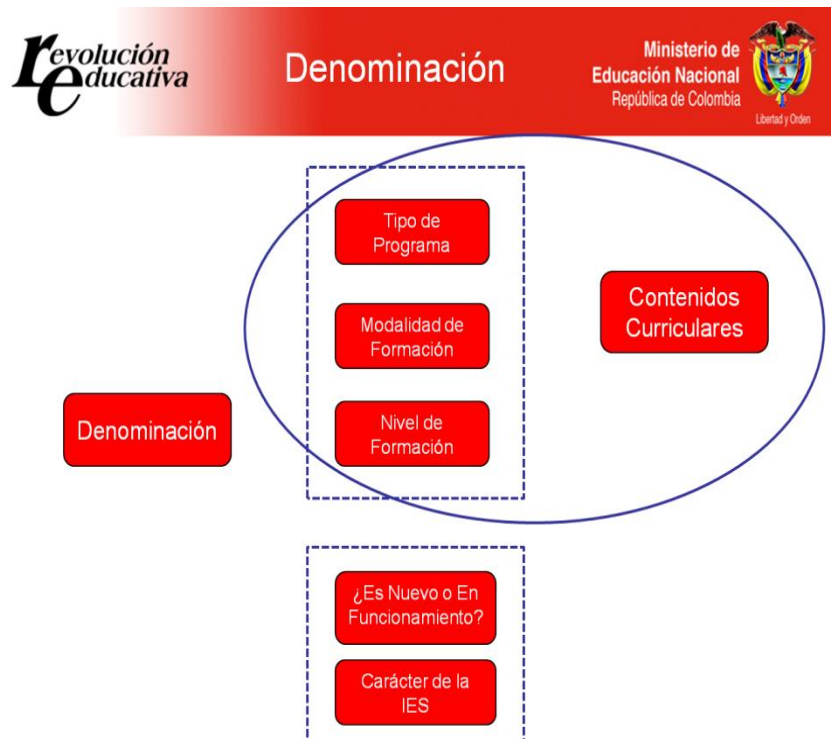 revolución
educativa
Denominación
Ministerio de
Educación Nacional
República de Colombia
Libertad y Orden
Tipo de
Programa
Modalidad de
Formación
Nivel de
Formación
Contenidos
Curriculares
Denominación
¿Es Nuevo o En
Funcionamiento?
Carácter de la
IES